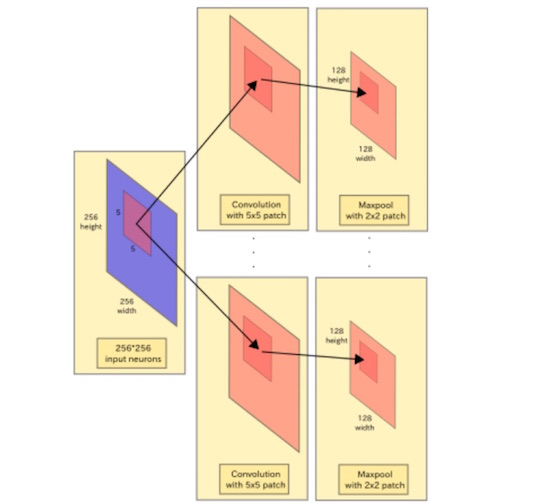 128
height
128
width
Convolution
with 5x5 patch
Maxpool
with 2x2 patch
5
256
height
5
256
width
256*256
input neurons
128
height
128
width
Convolution
with 5x5 patch
Maxpool
with 2x2 patch